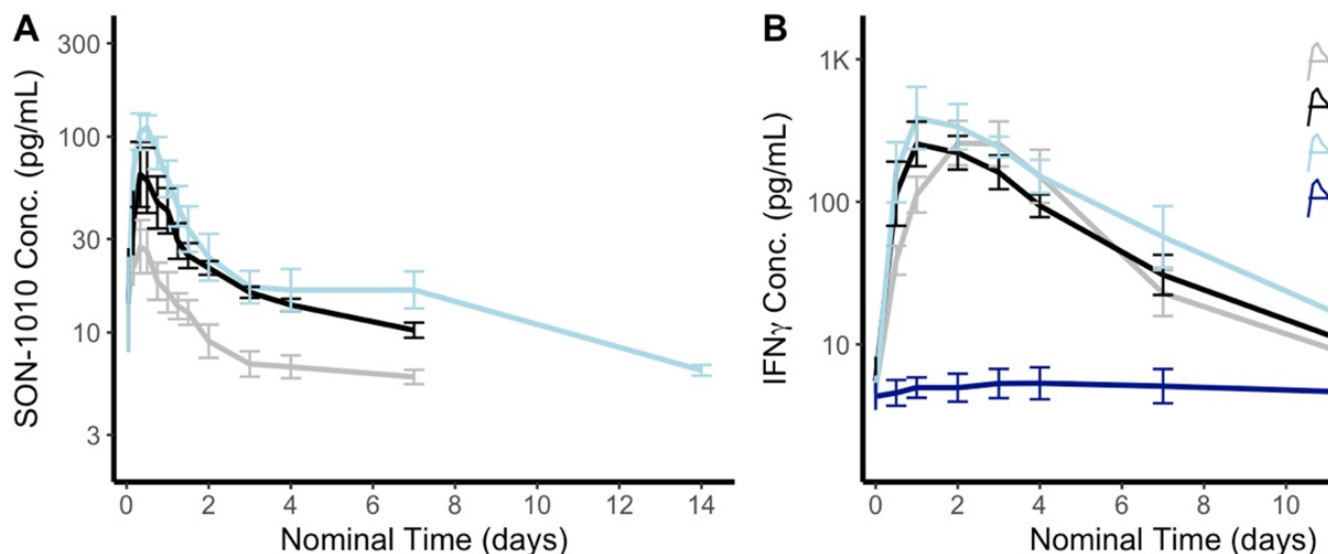 A
SON-1010 Conc. (pg/mL)
300
100
30
10
3
0 2 4 6 8 10 12 14
Nominal Time (days)
B
IFNγ Conc. (pg/mL)
1K
100
10
0 2 4 6 8 10
Nominal Time (days)